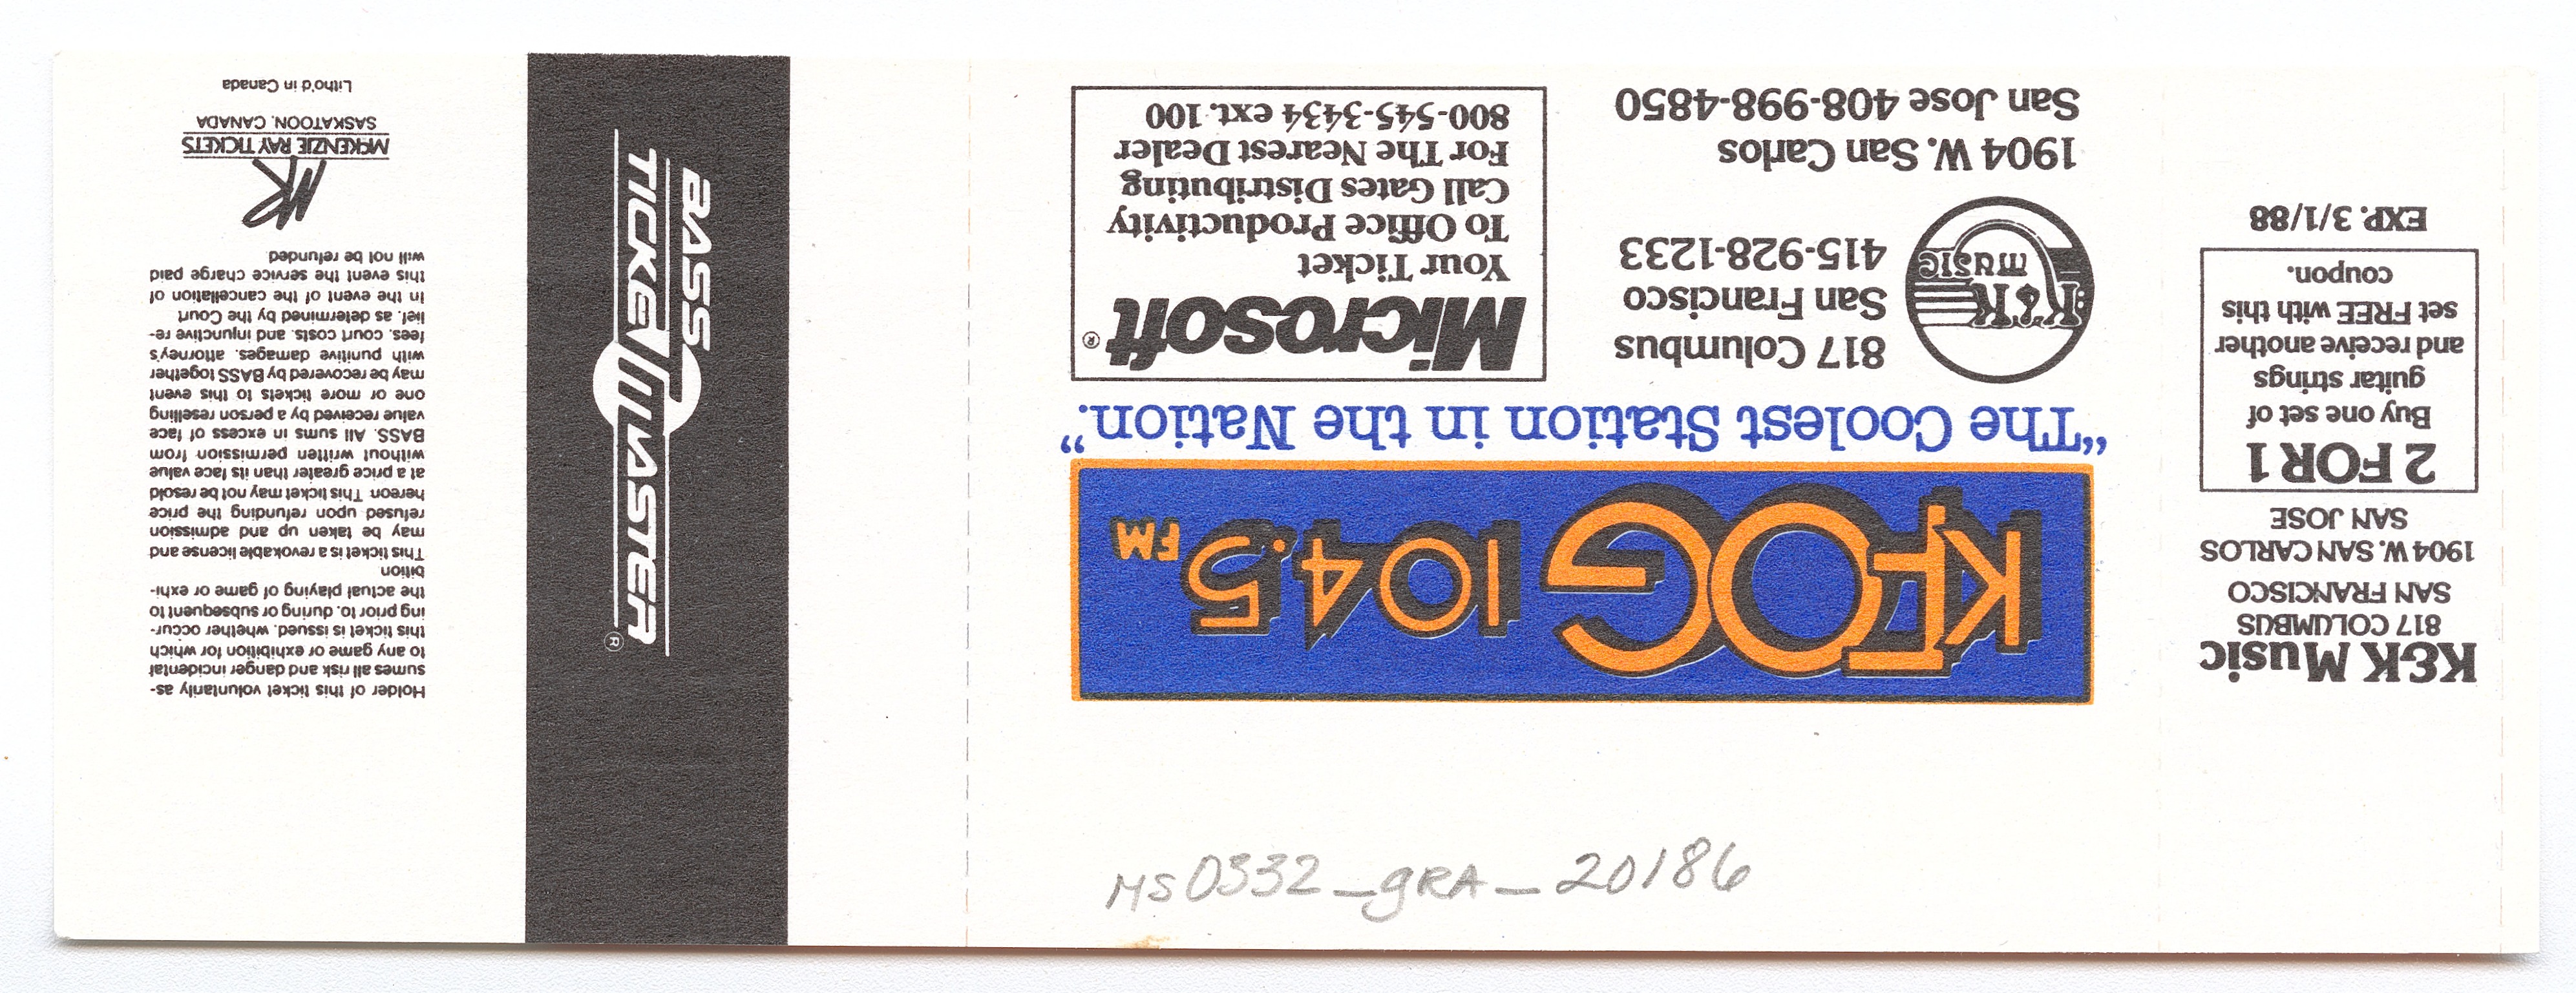 K&K Music
817 COLUMBUS
SAN FRANCISCO
1904 W. SAN CARLOS
SAN JOSE
2 FOR 1
Buy one set of
guitar strings
and receive another
set FREE with this
coupon.
EXP. 3/1/88
KFOG 104.5 FM
“The Coolest Station in the Nation.”
K&K
MUSIC
817 Columbus
San Francisco
415-928-1233
1904 W. San Carlos
San Jose 408-998-4850
Microsoft®
Your Ticket
To Office Productivity
Call Gates Distributing
For The Nearest Dealer
800-545-3434 ext. 100
BASS
TICKETMASTER®
Holder of this ticket voluntarily as-
sumes all risk and danger incidental
to any game or exhibition for which
this ticket is issued, whether occur-
ring prior to, during or subsequent to
the actual playing of game or exhi-
bition
This ticket is a revokable license and
may be taken up and admission
refused upon refunding the price
hereon. This ticket may not be resold
at a price greater than its face value
without written permission from
BASS. All sums in excess of face
value received by a person reselling
one or more tickets to this event
may be recovered by BASS together
with punitive damages, attorney's
fees, court costs, and injunctive re-
lief, as determined by the Court
in the event of the cancellation of
this event the service charge paid
will not be refunded.
MR
MCKENZIE RAY TICKETS
SASKATOON, CANADA
Litho'd in Canada
MS0332_gRA_20186